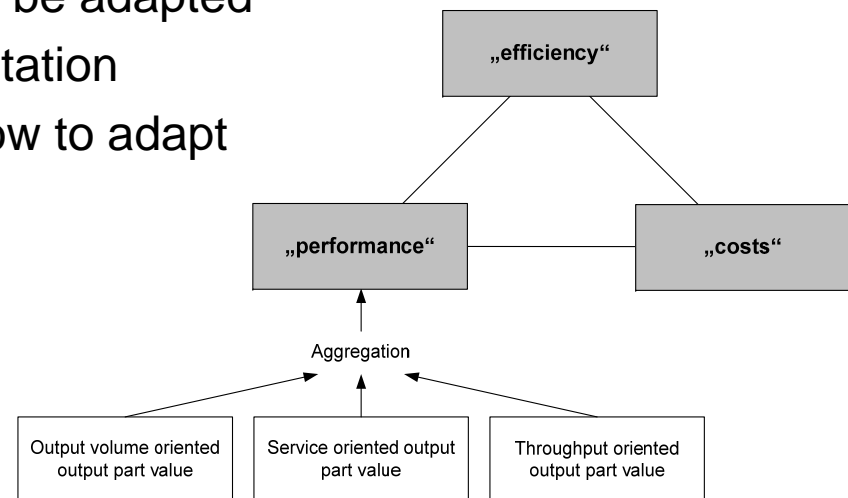 be adapted
tation
ow to adapt
„efficiency“
„performance“
„costs“
Aggregation
Output volume oriented
output part value
Service oriented output
part value
Throughput oriented
output part value